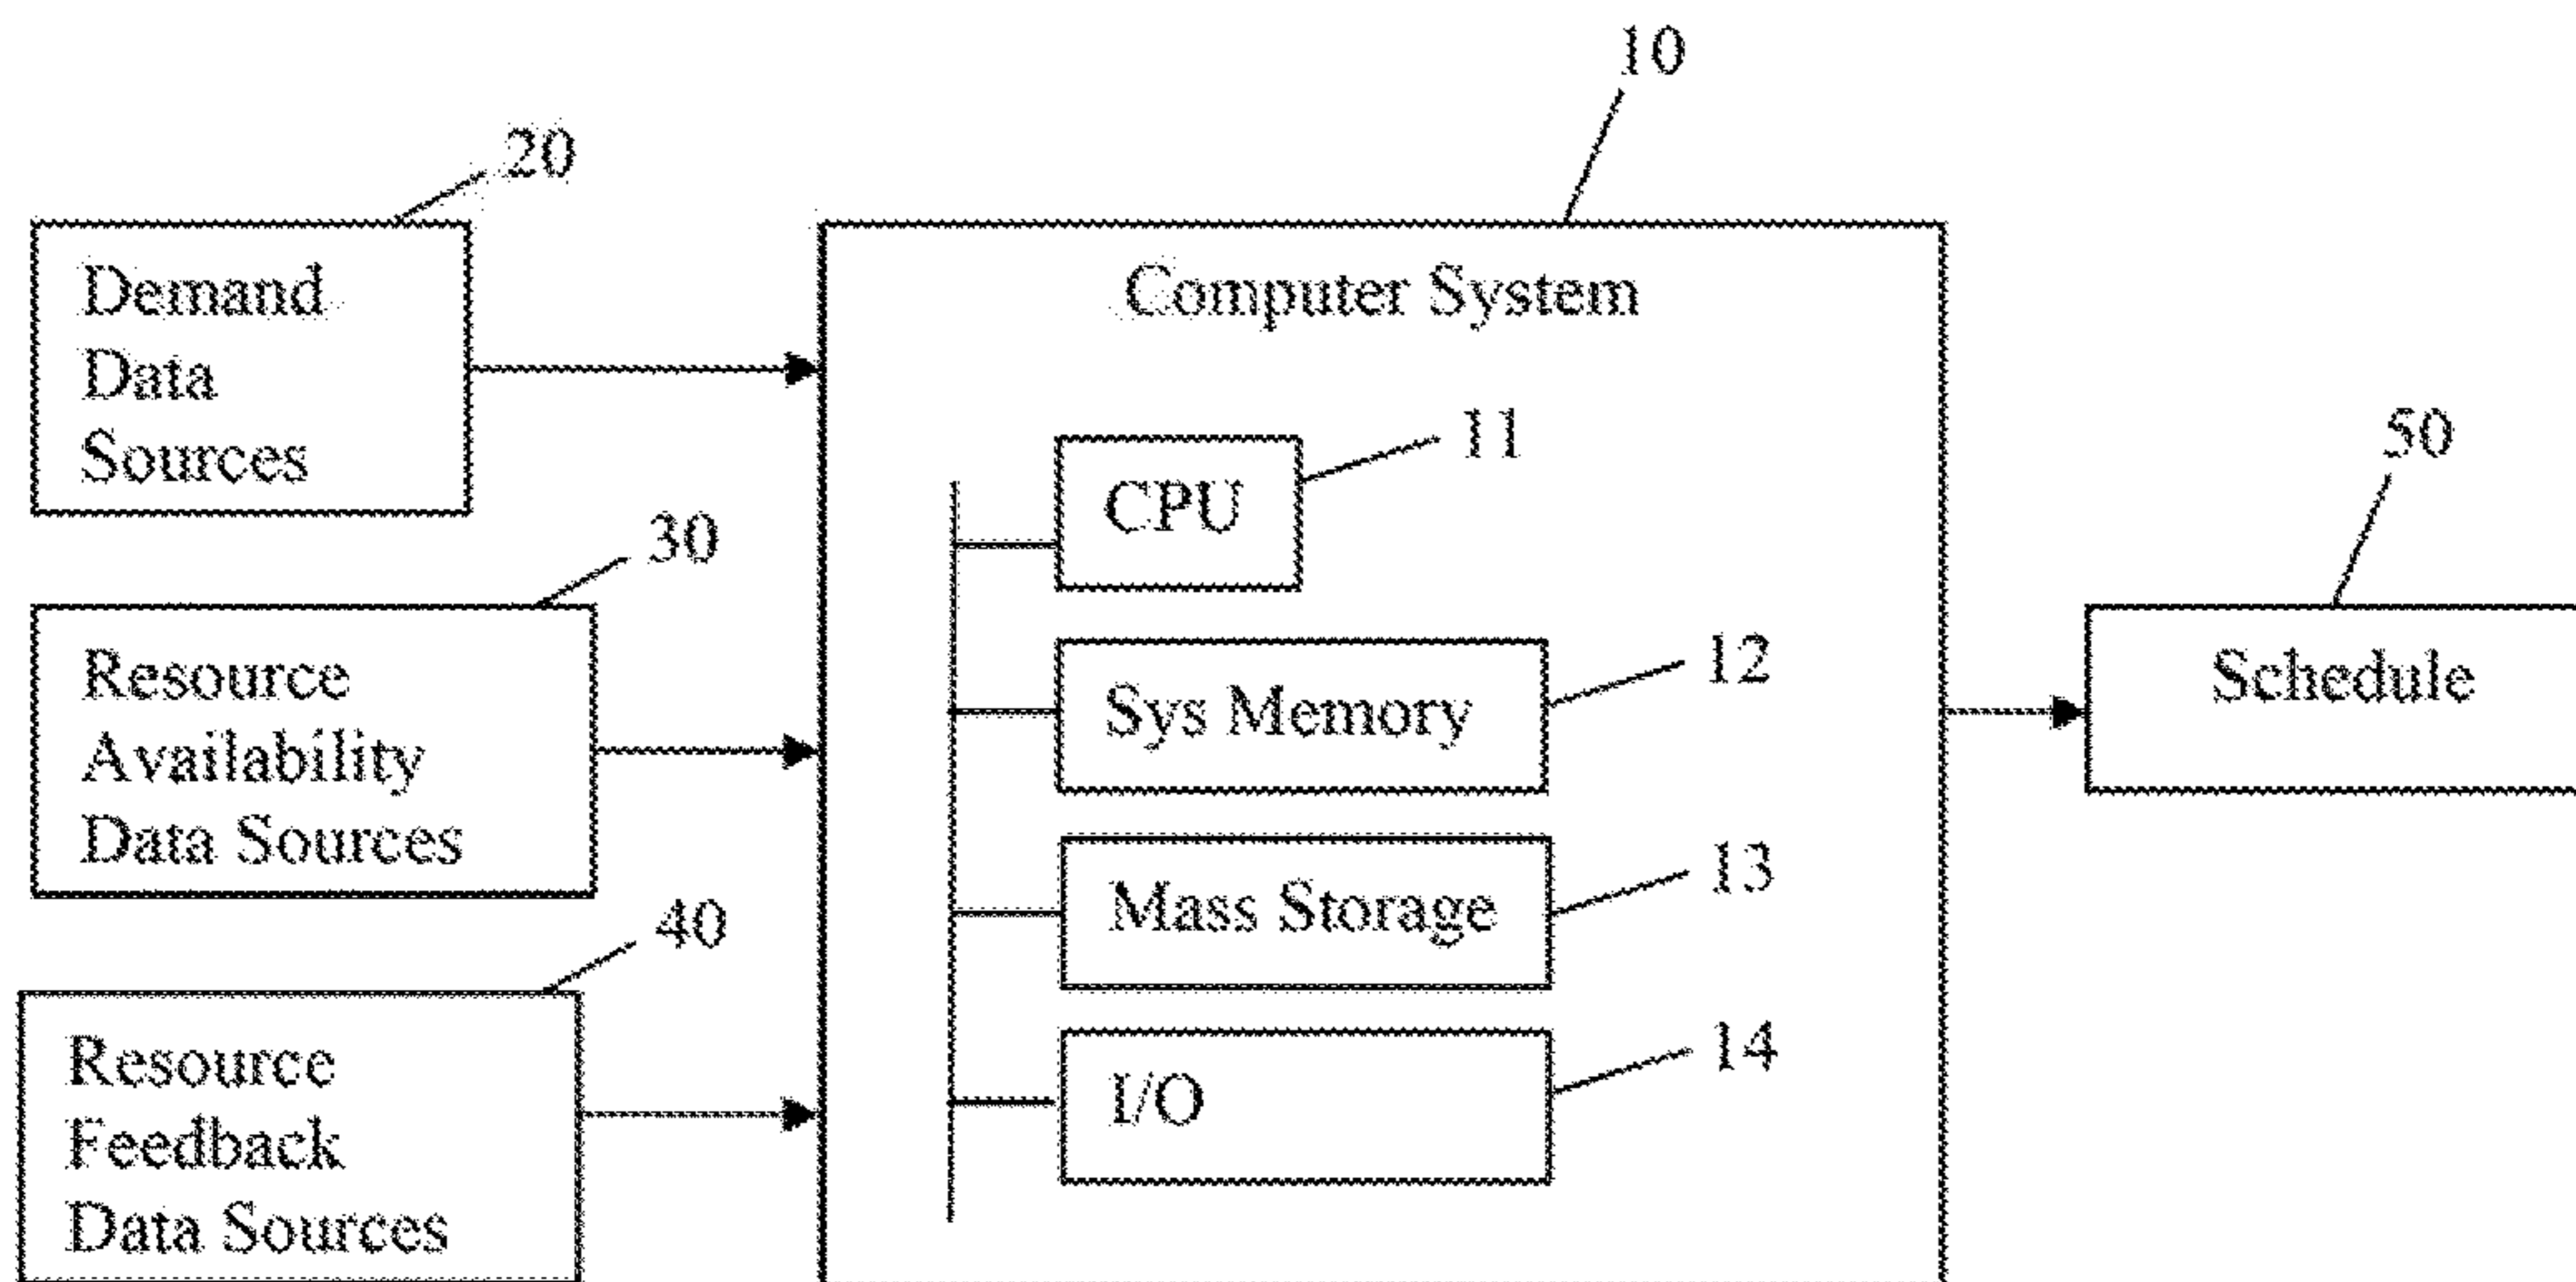 10
20
Demand
Data
Sources
Computer System
11
CPU
50
30
Resource
Availability
Data Sources
12
Sys Memory
Schedule
13
Mass Storage
40
Resource
Feedback
Data Sources
14
I/O